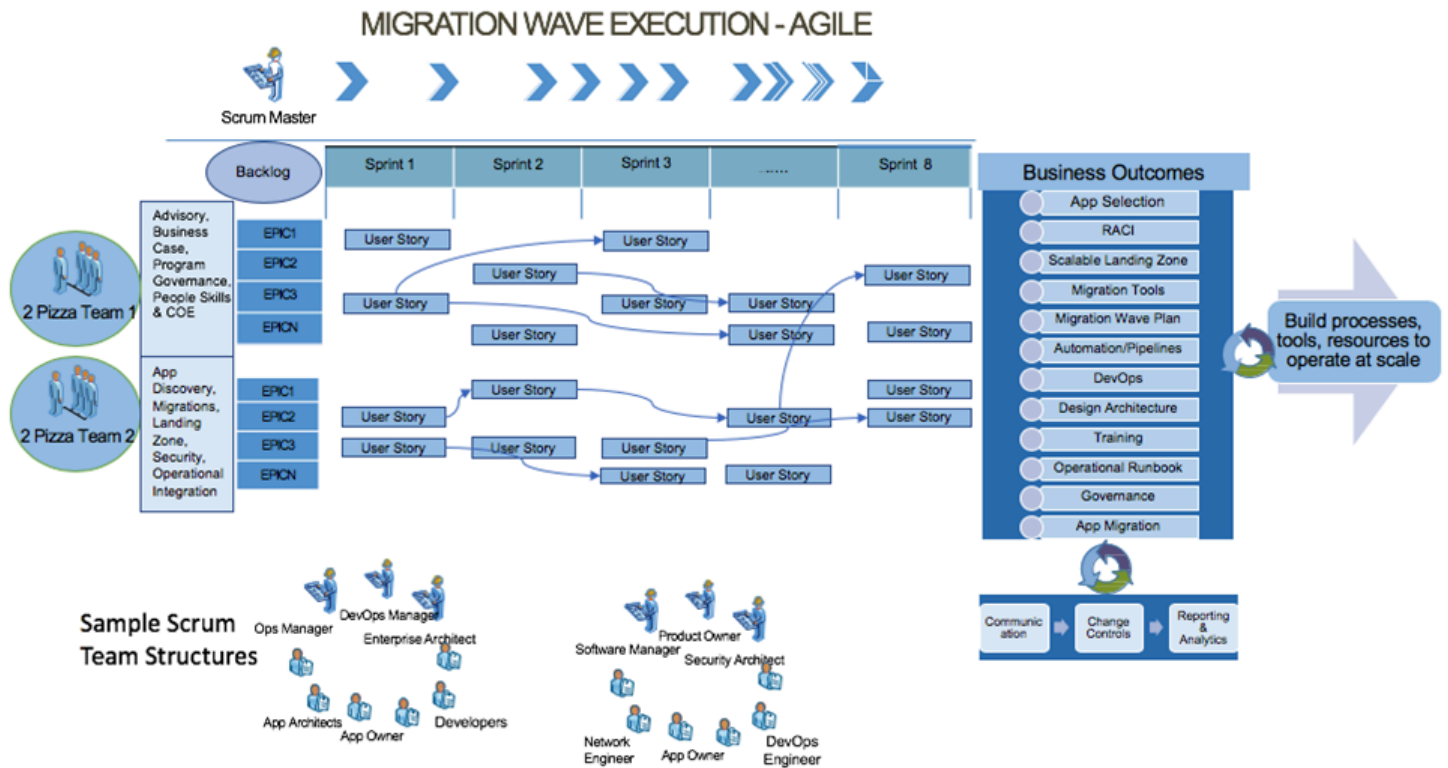 MIGRATION WAVE EXECUTION - AGILE
Scrum Master
Backlog
Sprint 1
Sprint 2
Sprint 3
......
Sprint 8
2 Pizza Team 1
Advisory,
Business
Case,
Program
Governance,
People Skills
& COE
EPIC1
User Story
User Story
EPIC2
User Story
User Story
EPIC3
User Story
User Story
User Story
EPICN
User Story
User Story
User Story
2 Pizza Team 2
App
Discovery,
Migrations,
Landing
Zone,
Security,
Operational
Integration
EPIC1
User Story
User Story
EPIC2
User Story
User Story
User Story
EPIC3
User Story
User Story
User Story
EPICN
User Story
User Story
Business Outcomes
App Selection
RACI
Scalable Landing Zone
Migration Tools
Migration Wave Plan
Automation/Pipelines
DevOps
Design Architecture
Training
Operational Runbook
Governance
App Migration
Build processes,
tools, resources to
operate at scale
Communic
ation
Change
Controls
Reporting
&
Analytics
Sample Scrum
Team Structures
Ops Manager
DevOps Manager
Enterprise Architect
App Architects
App Owner
Developers
Software Manager
Product Owner
Security Architect
Network
Engineer
App Owner
DevOps
Engineer